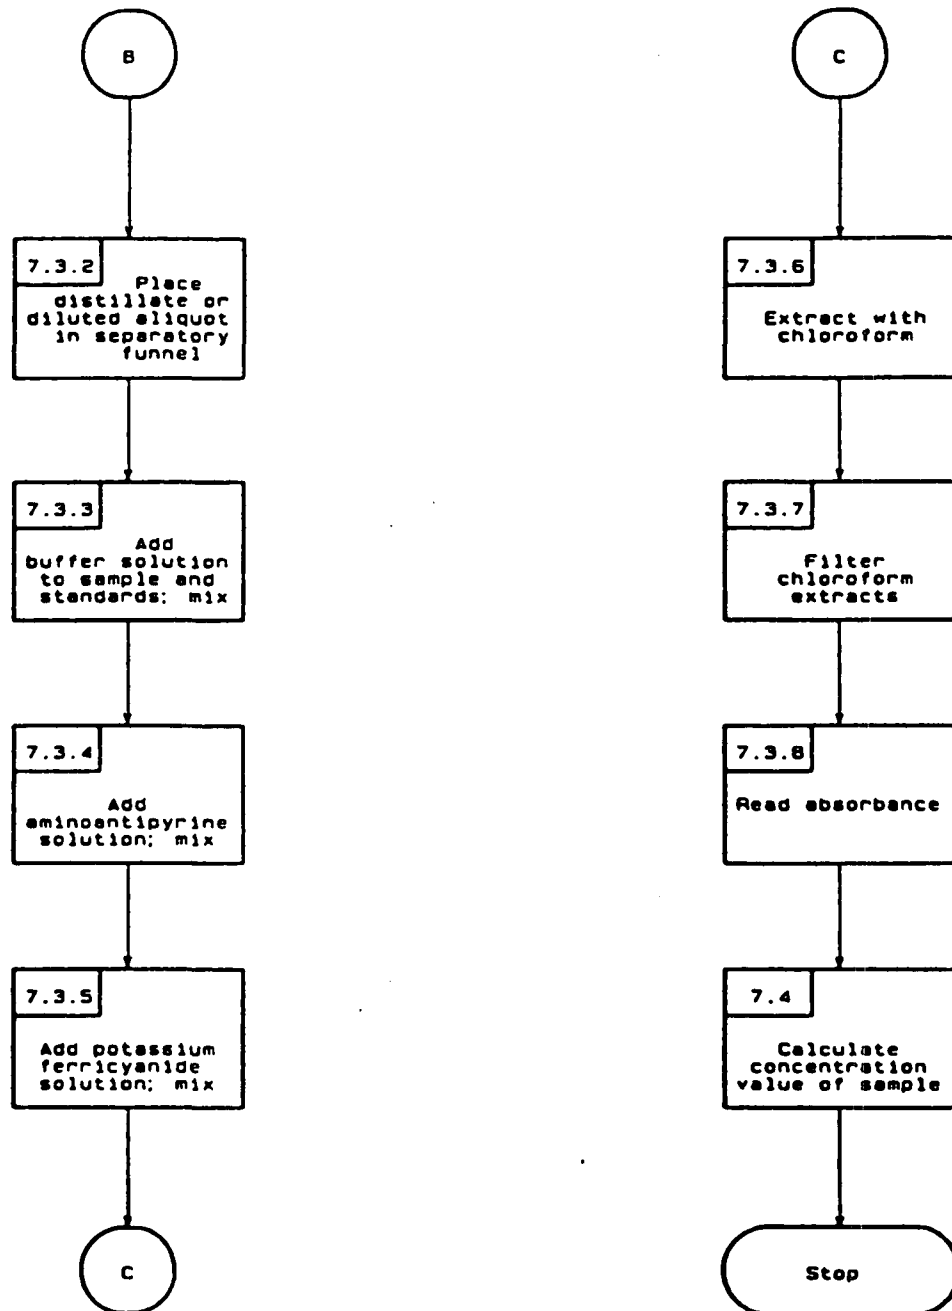 B
7.3.2
Place
distillate or
diluted aliquot
in separatory
funnel
7.3.3
Add
buffer solution
to sample and
standards; mix
7.3.4
Add
aminoantipyrine
solution; mix
7.3.5
Add potassium
ferricyanide
solution; mix
C
C
7.3.6
Extract with
chloroform
7.3.7
Filter
chloroform
extracts
7.3.8
Read absorbance
7.4
Calculate
concentration
value of sample
Stop